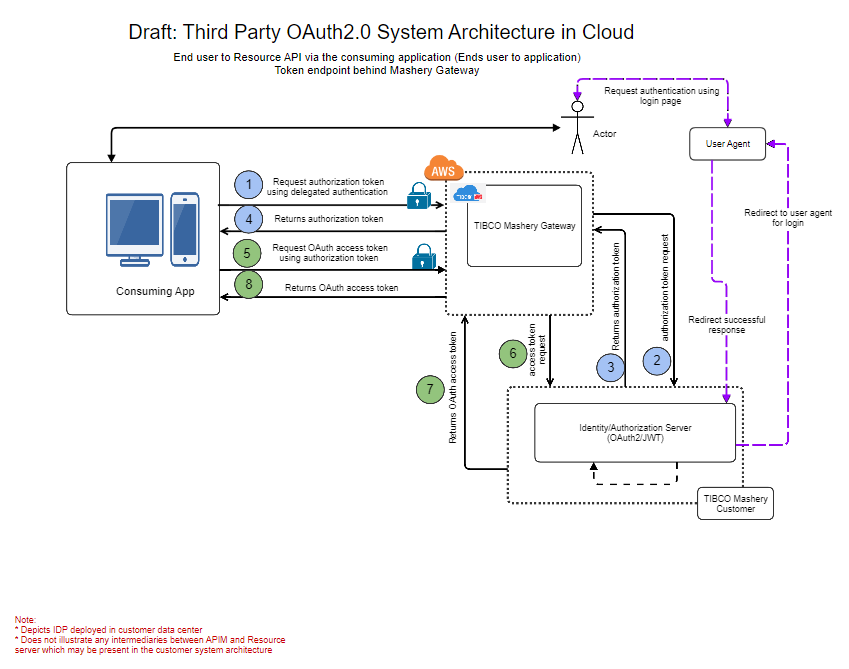 Draft: Third Party OAuth2.0 System Architecture in Cloud
End user to Resource API via the consuming application (Ends user to application)
Token endpoint behind Mashery Gateway
Request authentication using
login page
Actor
User Agent
AWS
1
Request authorization token
using delegated authentication
TIBCO
4
Returns authorization token
TIBCO Mashery Gateway
Redirect to user agent
for login
5
Request OAuth access token
using authorization token
8
Returns OAuth access token
Consuming App
Returns authorization token
authorization token request
Redirect successful
response
6
access token
request
3
2
7
Returns OAuth access token
Identity/Authorization Server
(OAuth2/JWT)
TIBCO Mashery
Customer
Note:
* Depicts IDP deployed in customer data center
* Does not illustrate any intermediaries between APIM and Resource
server which may be present in the customer system architecture